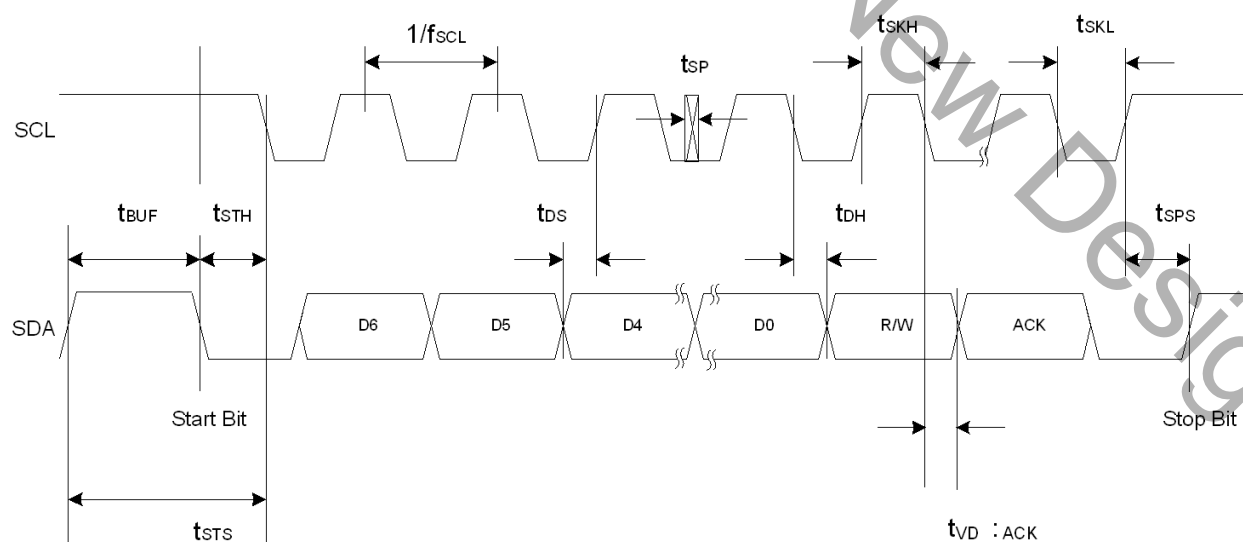 tSKH
tSKL
1/fSCL
tSP
SCL
tBUF
tSTH
tDS
tDH
tSPS
SDA
D6
D5
D4
D0
R/W
ACK
Start Bit
Stop Bit
tSTS
tVD : ACK
New Desig